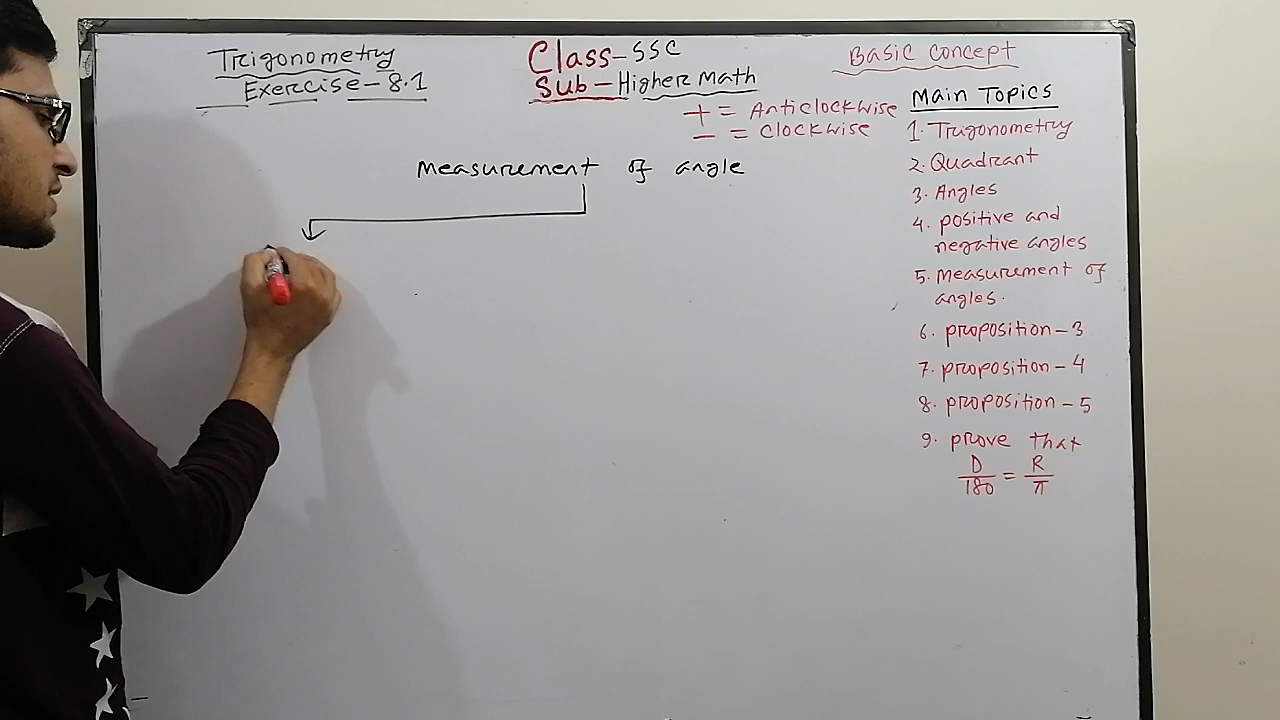 Trigonometry
Exercise-8.1
Class-SSC
Sub-Higher Math
Basic Concept
+ = Anticlockwise
- = Clockwise
Measurement of angle
Main Topics
1. Trigonometry
2. Quadrant
3. Angles
4. positive and
negative angles
5. Measurement of
angles.
6. proposition-3
7. proposition-4
8. proposition-5
9. prove that
D/180 = R/π